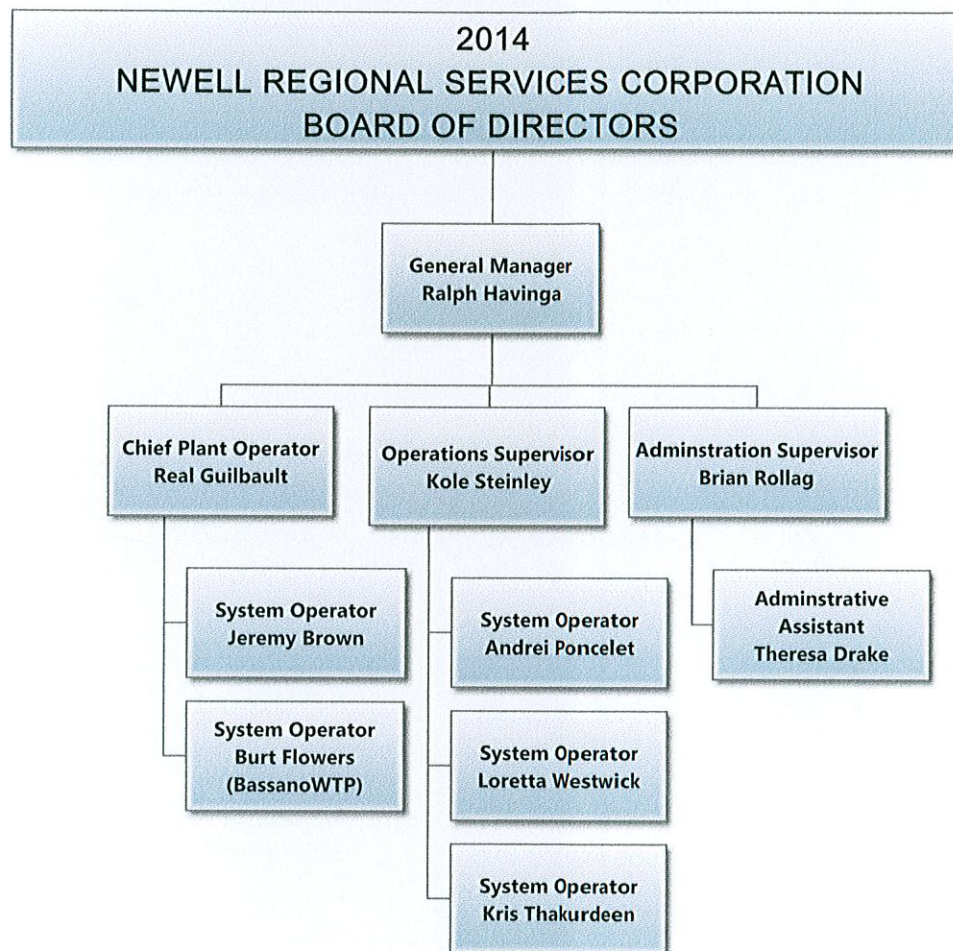 2014
NEWELL REGIONAL SERVICES CORPORATION
BOARD OF DIRECTORS
General Manager
Ralph Havinga
Chief Plant Operator
Real Guilbault
Operations Supervisor
Kole Steinley
Adminstration Supervisor
Brian Rollag
System Operator
Jeremy Brown
System Operator
Burt Flowers
(BassanoWTP)
System Operator
Andrei Poncelet
System Operator
Loretta Westwick
System Operator
Kris Thakurdeen
Adminstrative
Assistant
Theresa Drake